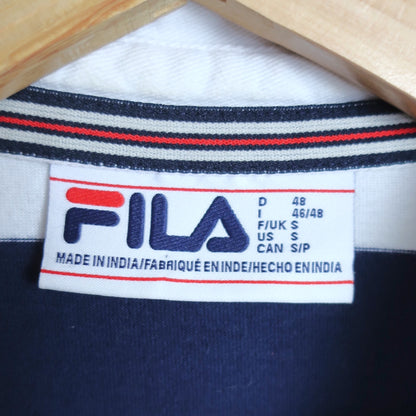 FILA
D 48
I 46/48
F/UK S
US S
CAN S/P
MADE IN INDIA/FABRIQUÉ EN INDE/HECHO EN INDIA